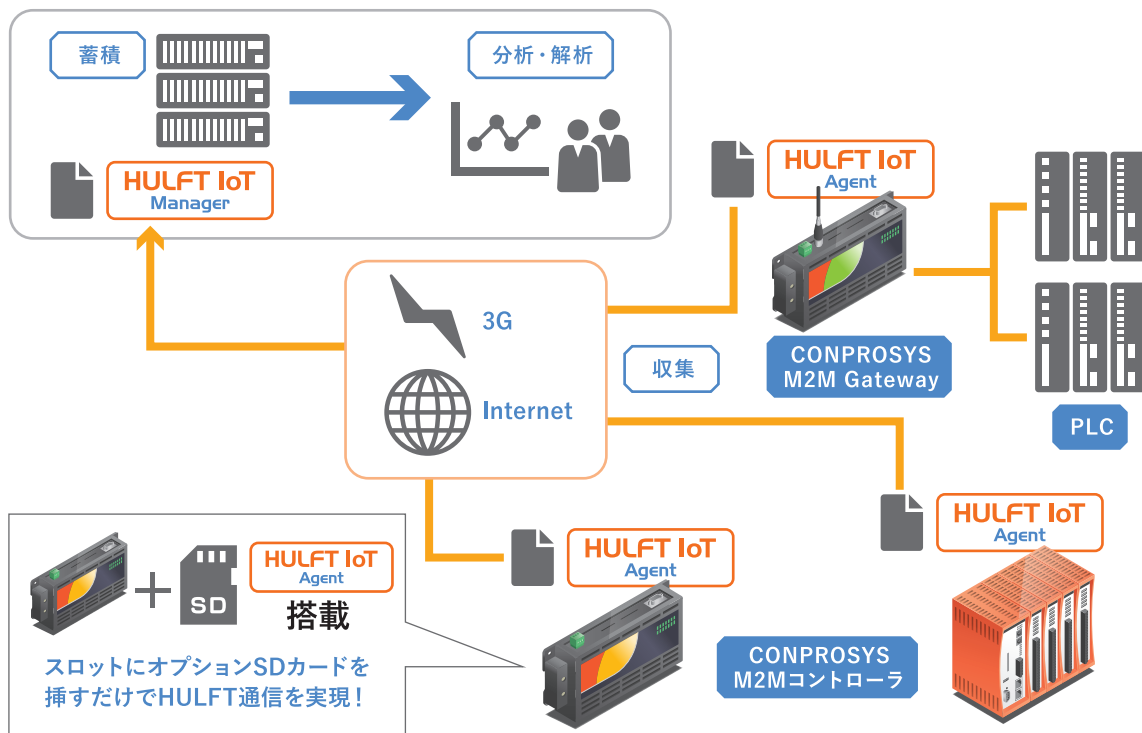 蓄積
分析・解析
HULFT IoT
Manager
HULFT IoT
Agent
3G
Internet
収集
CONPROSYS
M2M Gateway
PLC
HULFT IoT
Agent
HULFT IoT
Agent
CONPROSYS
M2Mコントローラ
SD
HULFT IoT
Agent
搭載
スロットにオプションSDカードを
挿すだけでHULFT通信を実現！